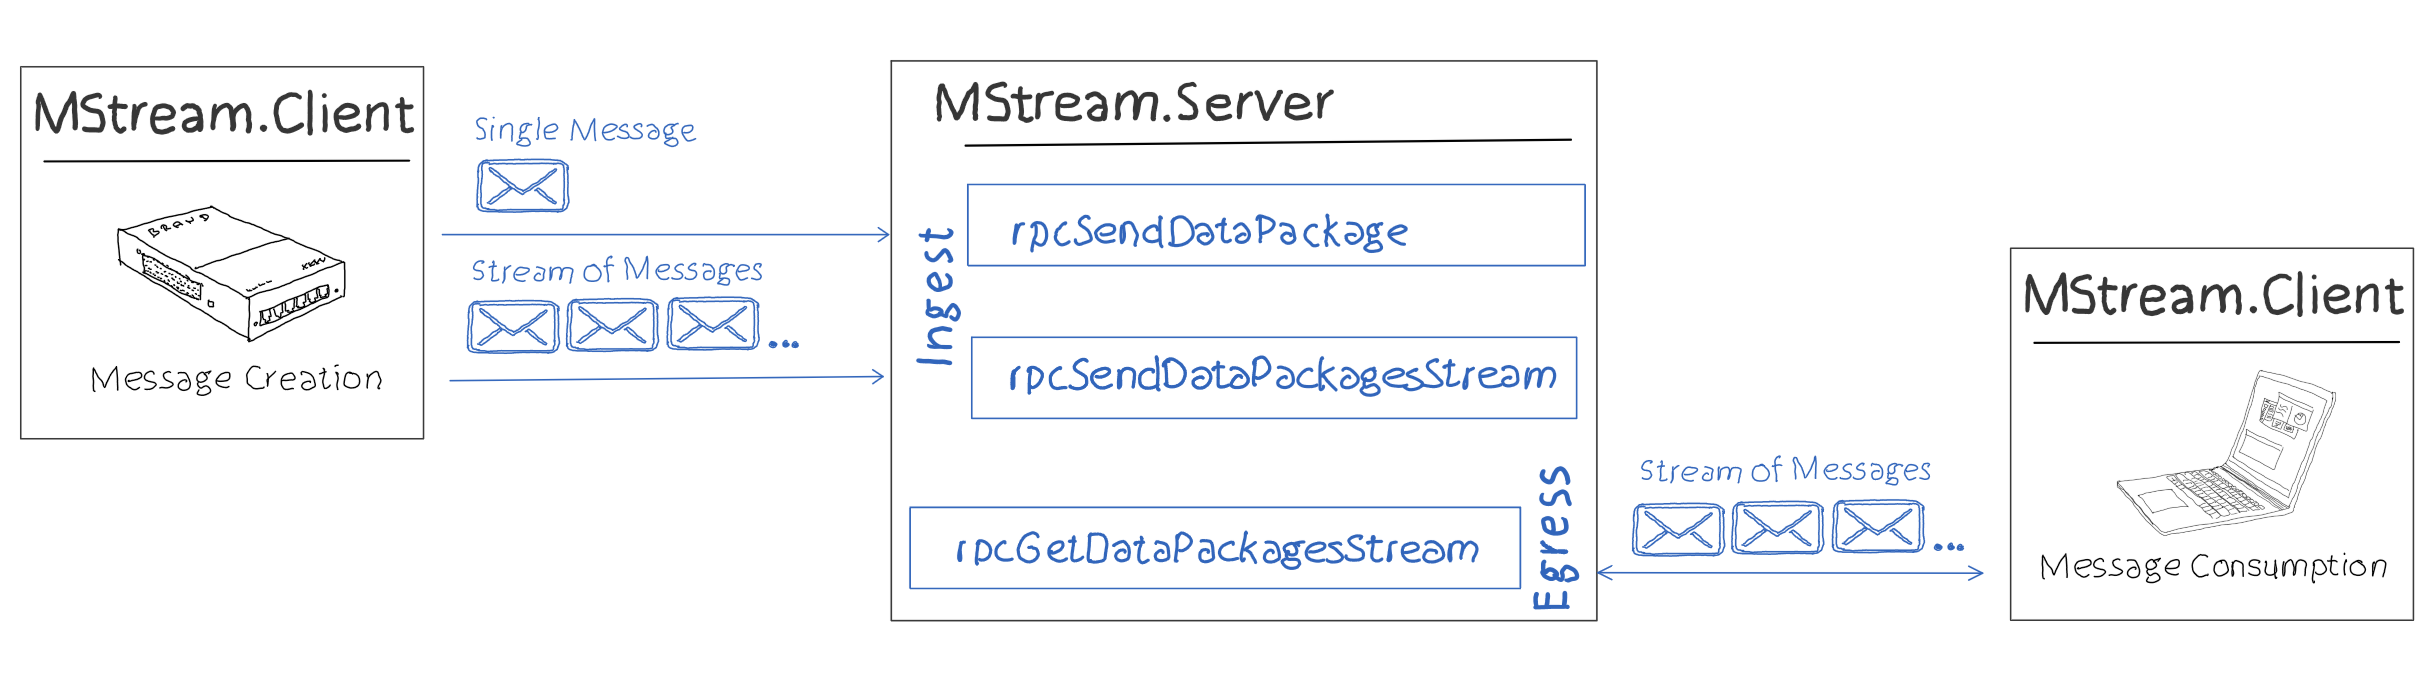 MStream.Client
BRAND
Message Creation
Single Message
Stream of Messages
...
MStream.Server
Ingest
rpcSendDataPackage
rpcSendDataPackagesStream
rpcGetDataPackagesStream
Egress
Stream of Messages
...
MStream.Client
Message Consumption